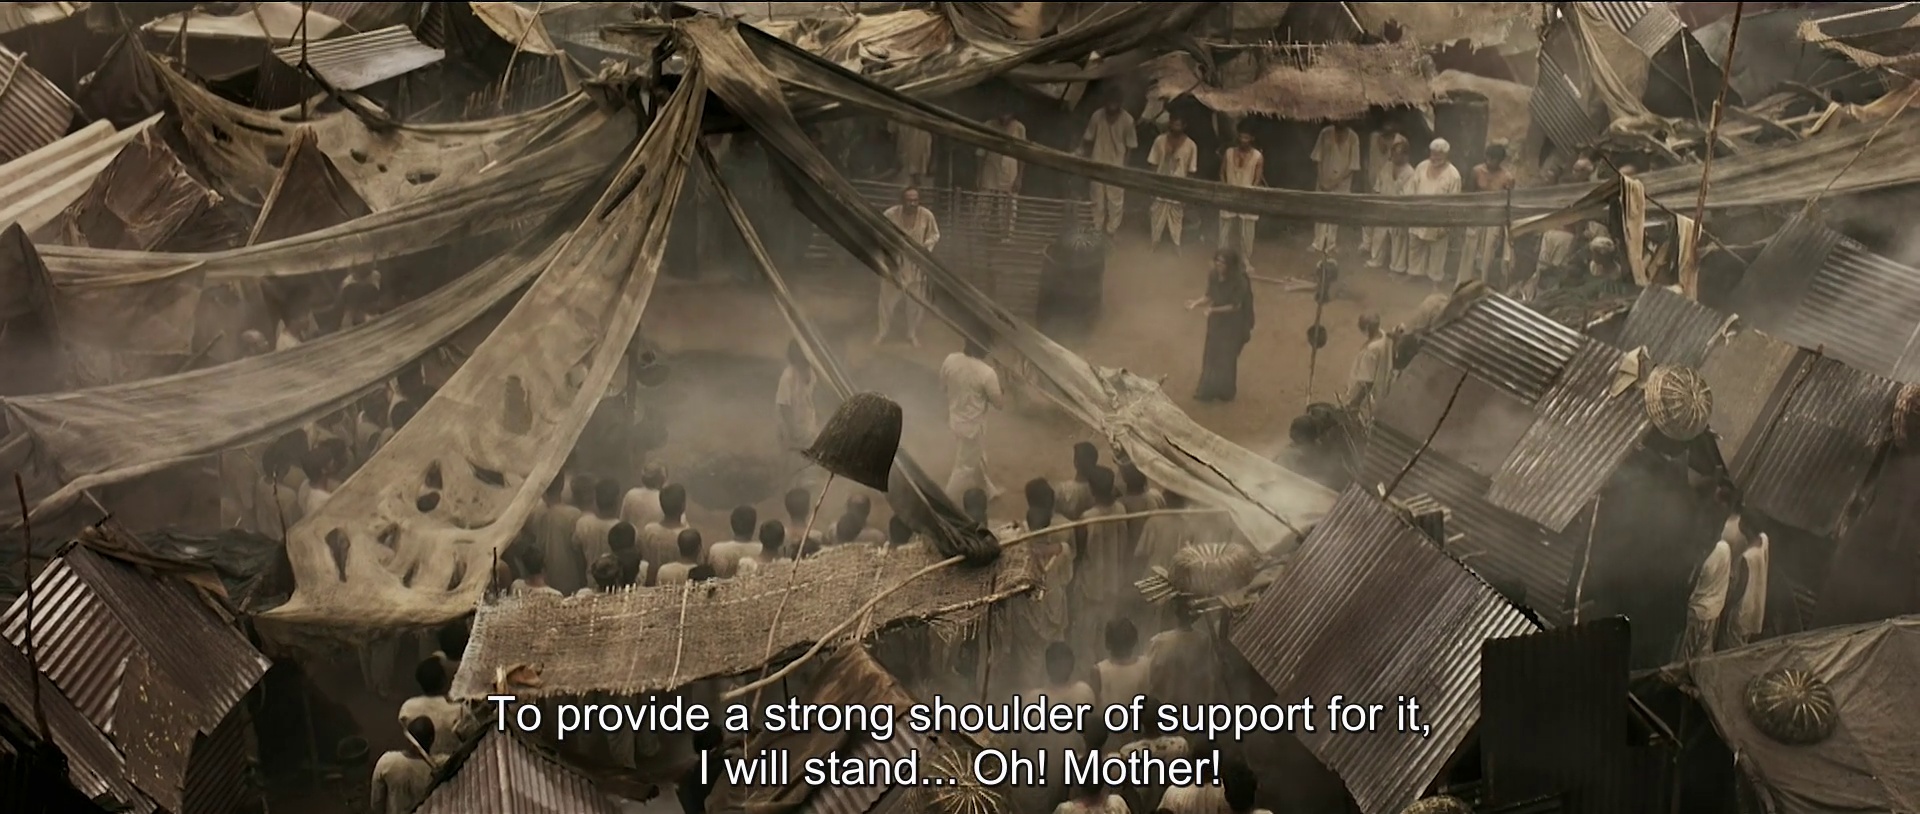 To provide a strong shoulder of support for it,
I will stand... Oh! Mother!